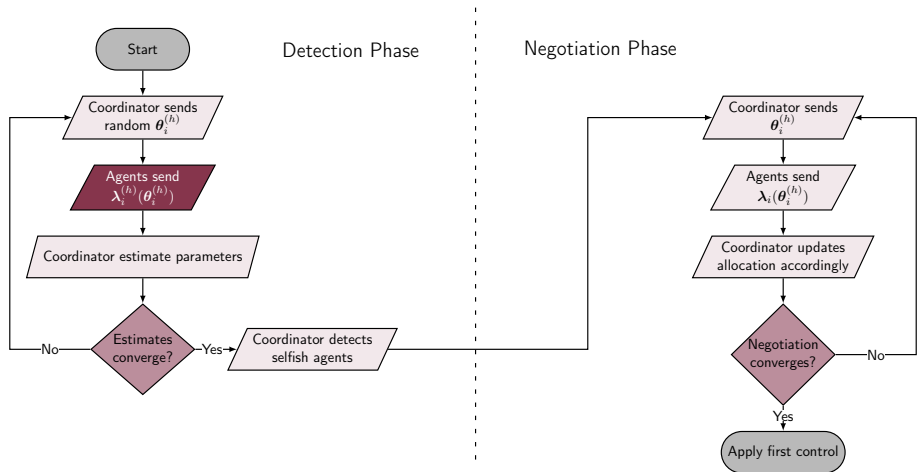 Detection Phase
Negotiation Phase
Start
Coordinator sends
random θ_i^(h)
Agents send
λ_i^(h)(θ_i^(h))
Coordinator estimate parameters
Estimates
converge?
No
Yes
Coordinator detects
selfish agents
Coordinator sends
θ_i^(h)
Agents send
λ_i(θ_i^(h))
Coordinator updates
allocation accordingly
Negotiation
converges?
No
Yes
Apply first control